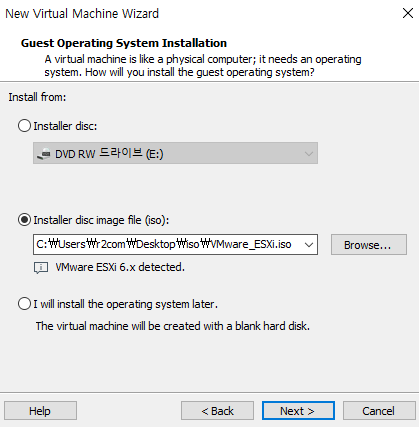 New Virtual Machine Wizard
Guest Operating System Installation
A virtual machine is like a physical computer; it needs an operating
system. How will you install the guest operating system?
Install from:
Installer disc:
DVD RW 드라이브 (E:)
Installer disc image file (iso):
C:₩Users₩r2com₩Desktop₩iso₩VMware_ESXi.iso
Browse...
VMware ESXi 6.x detected.
I will install the operating system later.
The virtual machine will be created with a blank hard disk.
Help
< Back
Next >
Cancel